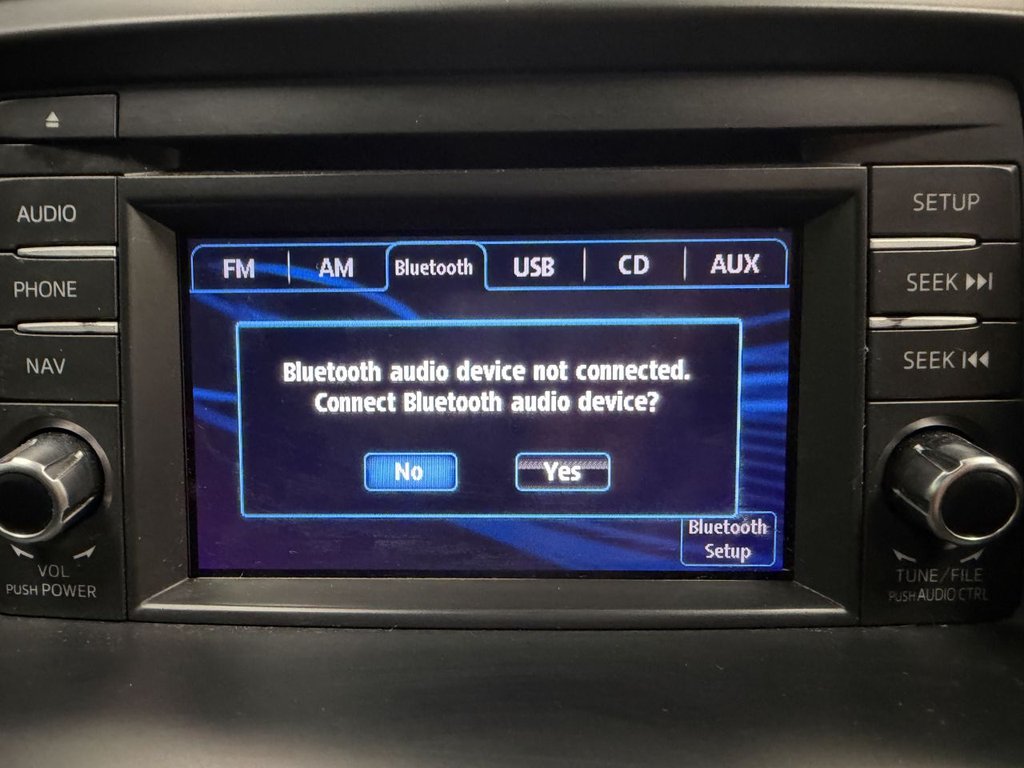 AUDIO
PHONE
NAV
VOL
PUSH POWER
FM AM Bluetooth USB CD AUX
Bluetooth audio device not connected.
Connect Bluetooth audio device?
No Yes
Bluetooth
Setup
SETUP
SEEK
SEEK
TUNE/FILE
PUSH AUDIO CTRL